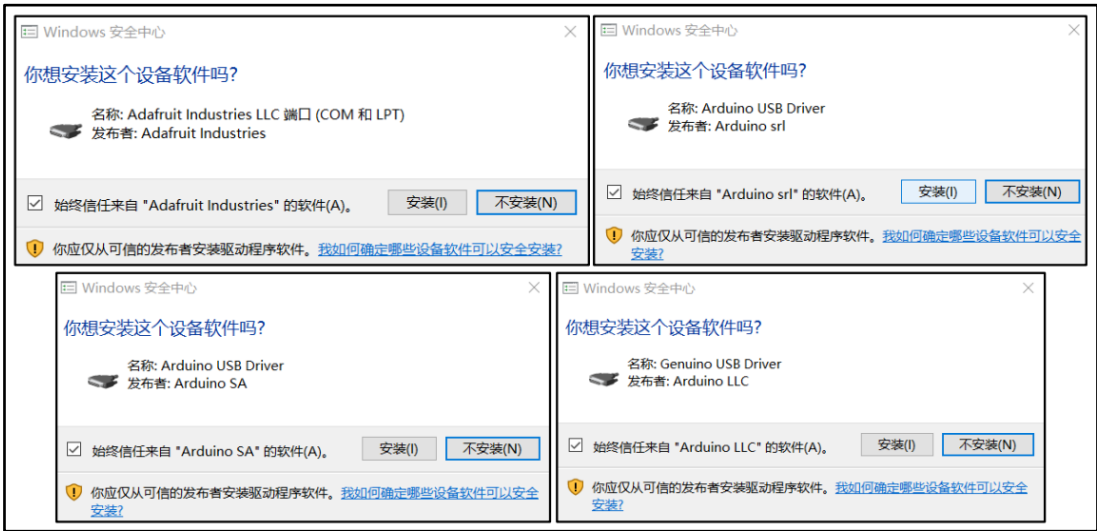 Windows 安全中心
你想安装这个设备软件吗?
名称: Adafruit Industries LLC 端口 (COM 和 LPT)
发布者: Adafruit Industries
始终信任来自 "Adafruit Industries" 的软件(A)。
安装(I)
不安装(N)
你应仅从可信的发布者安装驱动程序软件。我如何确定哪些设备软件可以安全安装?
Windows 安全中心
你想安装这个设备软件吗?
名称: Arduino USB Driver
发布者: Arduino srl
始终信任来自 "Arduino srl" 的软件(A)。
安装(I)
不安装(N)
你应仅从可信的发布者安装驱动程序软件。我如何确定哪些设备软件可以安全
安装?
Windows 安全中心
你想安装这个设备软件吗?
名称: Arduino USB Driver
发布者: Arduino SA
始终信任来自 "Arduino SA" 的软件(A)。
安装(I)
不安装(N)
你应仅从可信的发布者安装驱动程序软件。我如何确定哪些设备软件可以安全
安装?
Windows 安全中心
你想安装这个设备软件吗?
名称: Genuino USB Driver
发布者: Arduino LLC
始终信任来自 "Arduino LLC" 的软件(A)。
安装(I)
不安装(N)
你应仅从可信的发布者安装驱动程序软件。我如何确定哪些设备软件可以安全
安装?